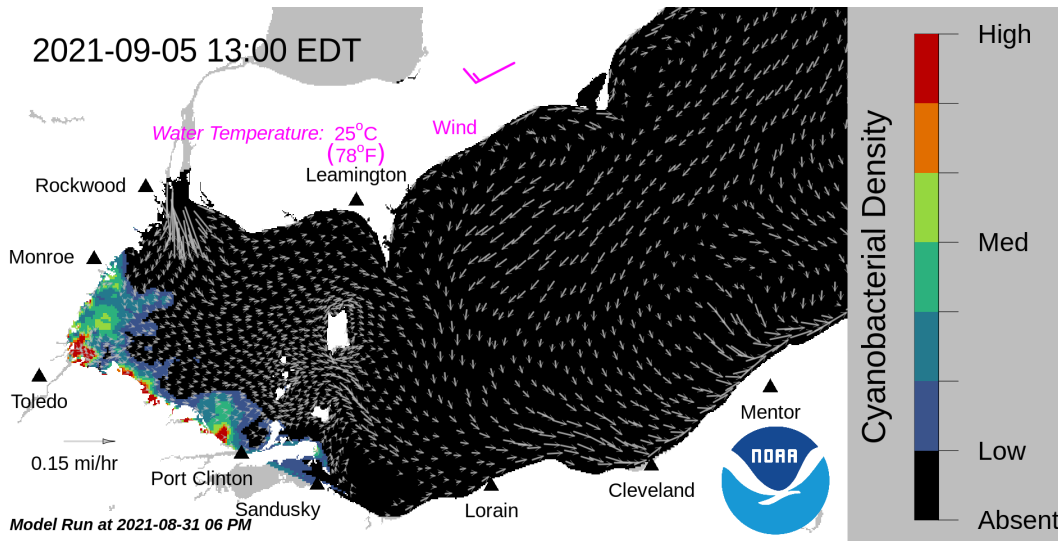 2021-09-05 13:00 EDT
High
Water Temperature: 25°C
(78°F)
Wind
Leamington
Rockwood
Monroe
Med
Cyanobacterial Density
Toledo
Mentor
0.15 mi/hr
Port Clinton
NOAA
Low
Cleveland
Sandusky
Lorain
Model Run at 2021-08-31 06 PM
Absent